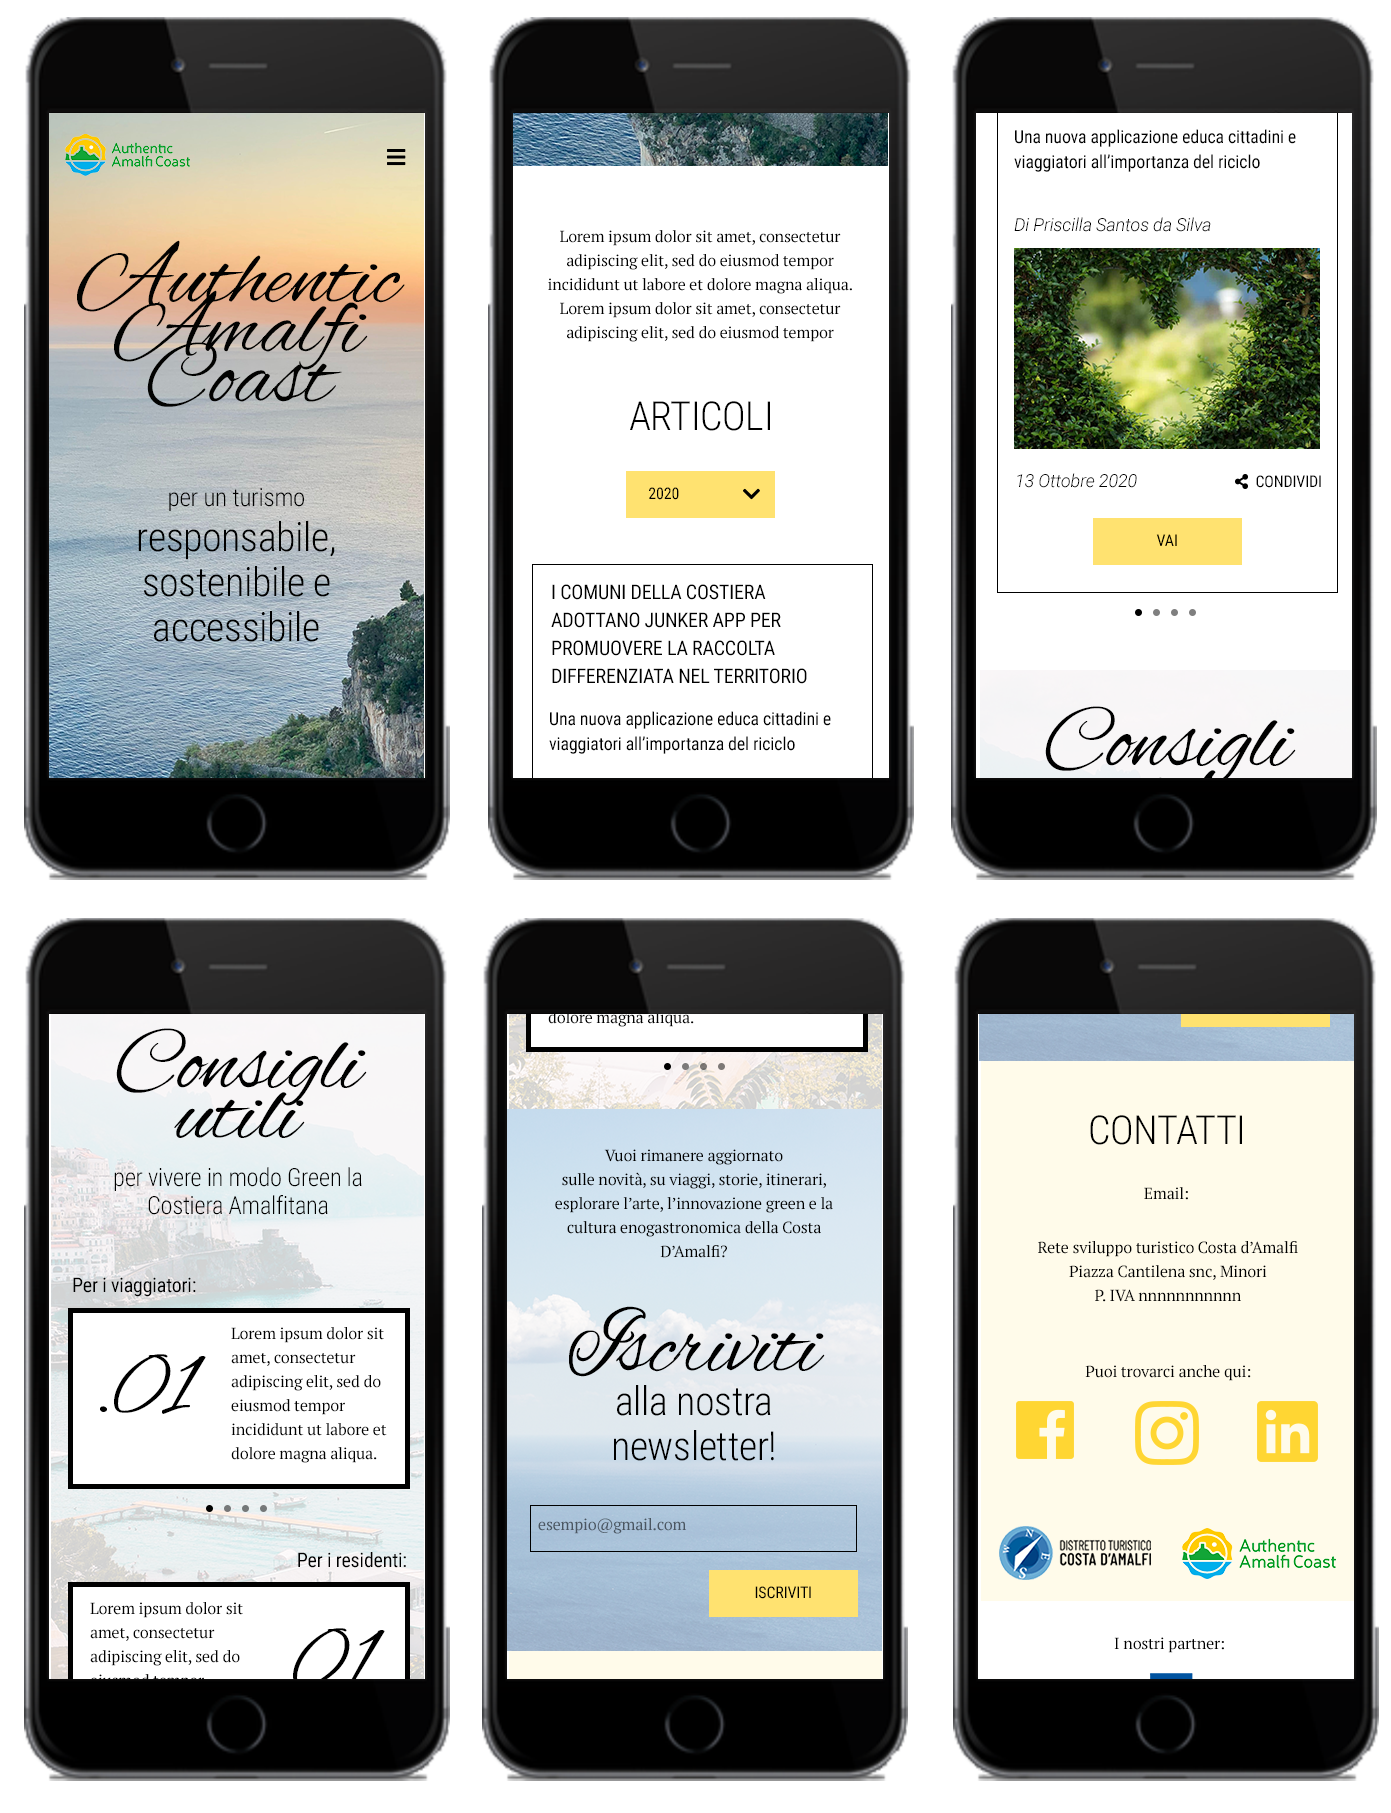 Authentic
Amalfi Coast
Authentic
Amalfi
Coast
per un turismo
responsabile,
sostenibile e
accessibile
Lorem ipsum dolor sit amet, consectetur
adipiscing elit, sed do eiusmod tempor
incididunt ut labore et dolore magna aliqua.
Lorem ipsum dolor sit amet, consectetur
adipiscing elit, sed do eiusmod tempor
ARTICOLI
2020
I COMUNI DELLA COSTIERA
ADOTTANO JUNKER APP PER
PROMUOVERE LA RACCOLTA
DIFFERENZIATA NEL TERRITORIO
Una nuova applicazione educa cittadini e
viaggiatori all'importanza del riciclo
Una nuova applicazione educa cittadini e
viaggiatori all'importanza del riciclo
Di Priscilla Santos da Silva
13 Ottobre 2020
CONDIVIDI
VAI
Consigli
Consigli
utili
per vivere in modo Green la
Costiera Amalfitana
Per i viaggiatori:
.01
Lorem ipsum dolor sit
amet, consectetur
adipiscing elit, sed do
eiusmod tempor
incididunt ut labore et
dolore magna aliqua.
Per i residenti:
Lorem ipsum dolor sit
amet, consectetur
adipiscing elit, sed do
eiusmod tempor
.01
dolore magna aliqua.
Vuoi rimanere aggiornato
sulle novità, su viaggi, storie, itinerari,
esplorare l'arte, l'innovazione green e la
cultura enogastronomica della Costa
D'Amalfi?
Iscriviti
alla nostra
newsletter!
esempio@gmail.com
ISCRIVITI
CONTATTI
Email:
Rete sviluppo turistico Costa d'Amalfi
Piazza Cantilena snc, Minori
P. IVA nnnnnnnnnnn
Puoi trovarci anche qui:
f
in
N
W
E
S
DISTRETTO TURISTICO
COSTA D'AMALFI
Authentic
Amalfi Coast
I nostri partner: